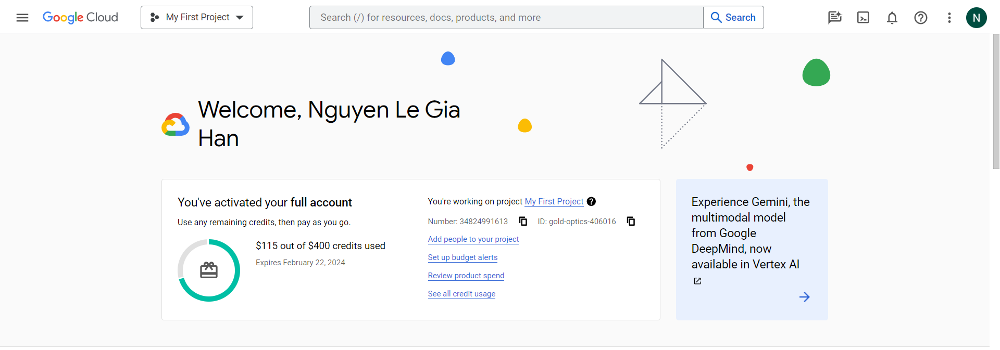 Google Cloud
My First Project
Search (/) for resources, docs, products, and more
Search
N
Welcome, Nguyen Le Gia
Han
You've activated your full account
Use any remaining credits, then pay as you go.
$115 out of $400 credits used
Expires February 22, 2024
You're working on project My First Project
Number: 34824991613 ID: gold-optics-406016
Add people to your project
Set up budget alerts
Review product spend
See all credit usage
Experience Gemini, the
multimodal model
from Google
DeepMind, now
available in Vertex AI